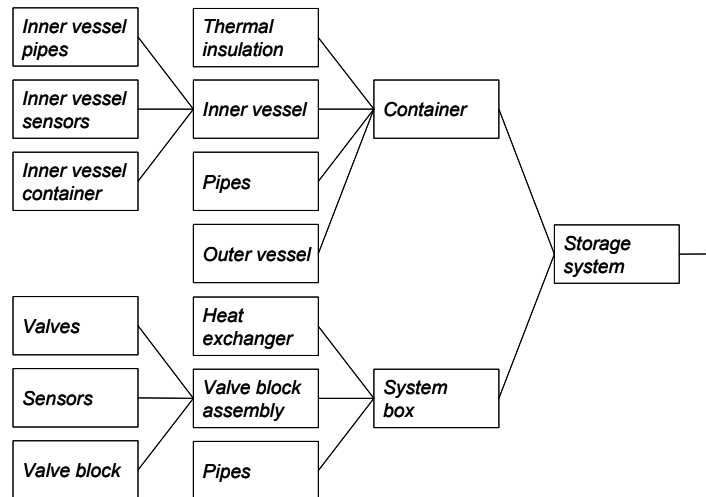 Inner vessel
pipes
Thermal
insulation
Inner vessel
sensors
Inner vessel
Container
Inner vessel
container
Pipes
Outer vessel
Storage
system
Valves
Heat
exchanger
Sensors
Valve block
assembly
System
box
Valve block
Pipes